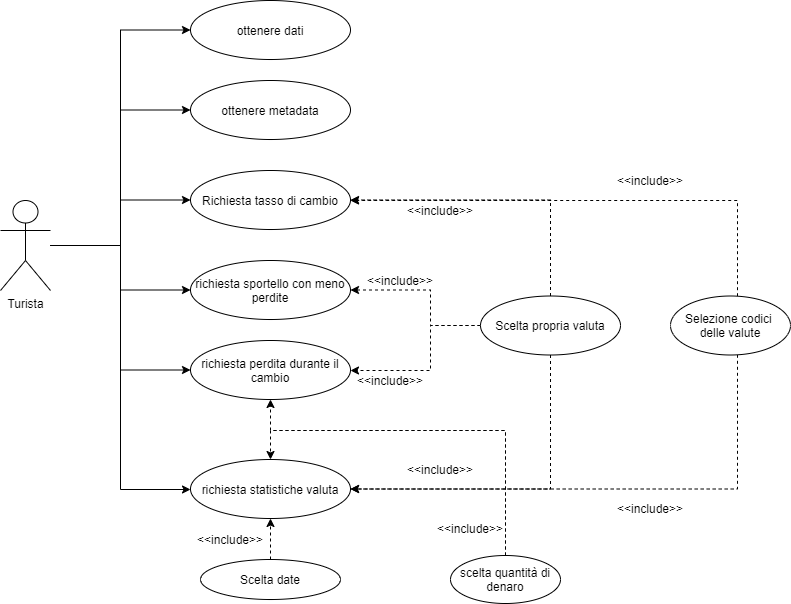 ottenere dati
ottenere metadata
<<include>>
Richiesta tasso di cambio
<<include>>
richiesta sportello con meno
perdite
<<include>>
Turista
Scelta propria valuta
Selezione codici
delle valute
richiesta perdita durante il
cambio
<<include>>
<<include>>
richiesta statistiche valuta
<<include>>
<<include>>
<<include>>
Scelta date
scelta quantità di
denaro